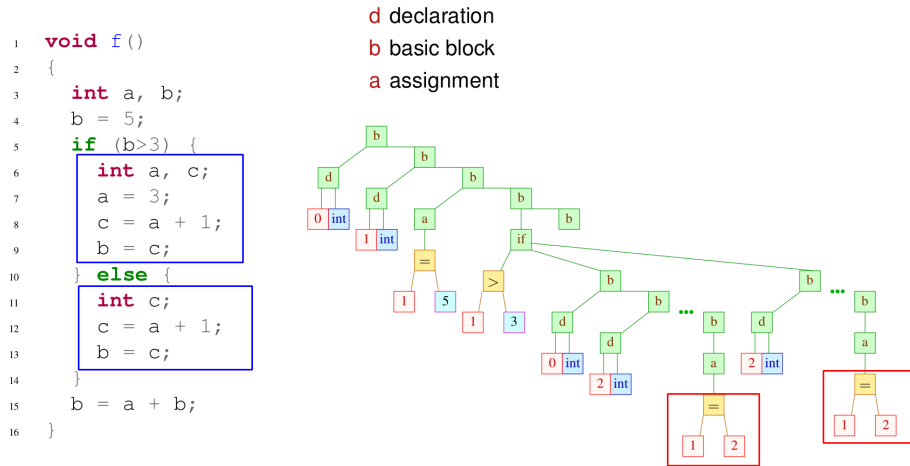 d declaration
b basic block
a assignment
1 void f()
2 {
3 int a, b;
4 b = 5;
5 if (b>3) {
6 int a, c;
7 a = 3;
8 c = a + 1;
9 b = c;
10 } else {
11 int c;
12 c = a + 1;
13 b = c;
14 }
15 b = a + b;
16 }
b
b
d b b
d
0 int a b b
1 int if
= > b b
1 5 1 3 b ... b ... b
d d
d a
0 int 2 int a 2 int
= =
1 2
1 2